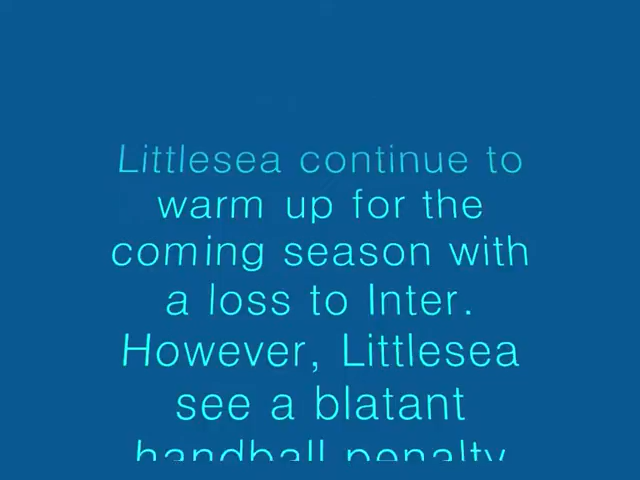 Littlesea continue to
warm up for the
coming season with
a loss to Inter.
However, Littlesea
see a blatant
handball penalty